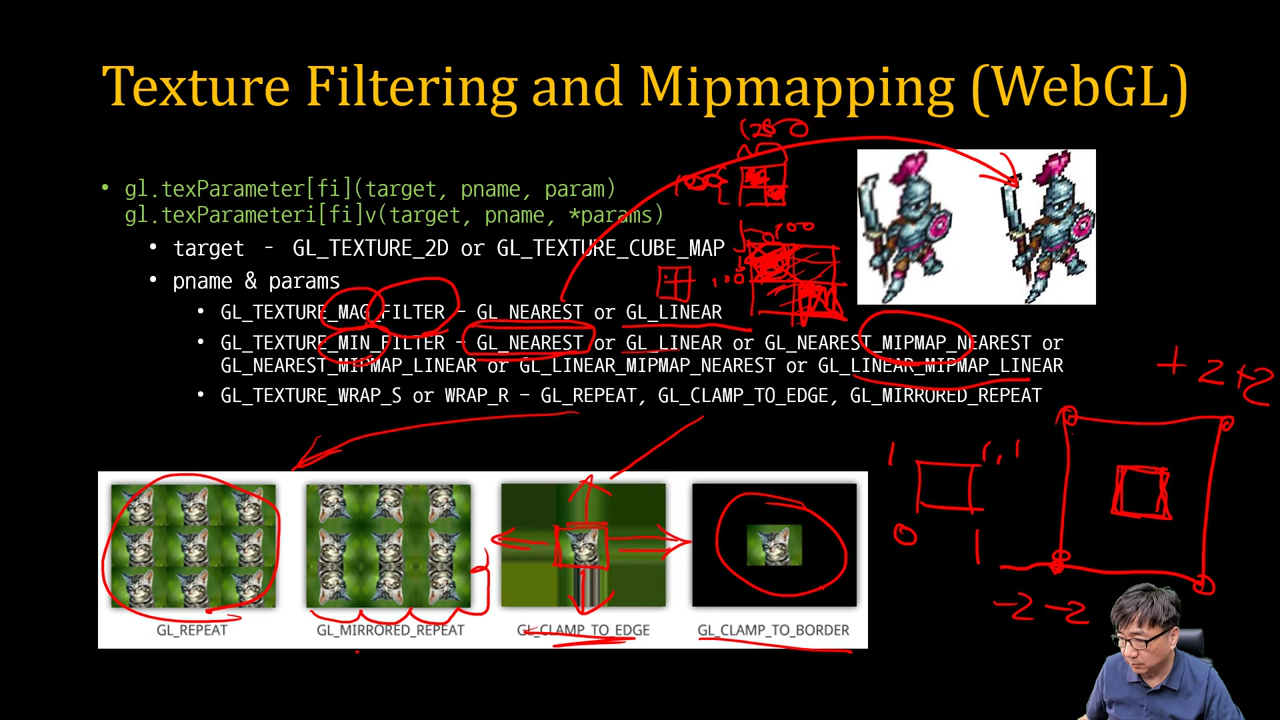 Texture Filtering and Mipmapping (WebGL)
• gl.texParameter[fi](target, pname, param)
gl.texParameteri[fi]v(target, pname, *params)
• target - GL_TEXTURE_2D or GL_TEXTURE_CUBE_MAP
• pname & params
• GL_TEXTURE_MAG_FILTER - GL_NEAREST or GL_LINEAR
• GL_TEXTURE_MIN_FILTER - GL_NEAREST or GL_LINEAR or GL_NEAREST_MIPMAP_NEAREST or
GL_NEAREST_MIPMAP_LINEAR or GL_LINEAR_MIPMAP_NEAREST or GL_LINEAR_MIPMAP_LINEAR
• GL_TEXTURE_WRAP_S or WRAP_R - GL_REPEAT, GL_CLAMP_TO_EDGE, GL_MIRRORED_REPEAT
+2+2
1 1,1
0 1
-2-2
GL_REPEAT
GL_MIRRORED_REPEAT
GL_CLAMP_TO_EDGE
GL_CLAMP_TO_BORDER